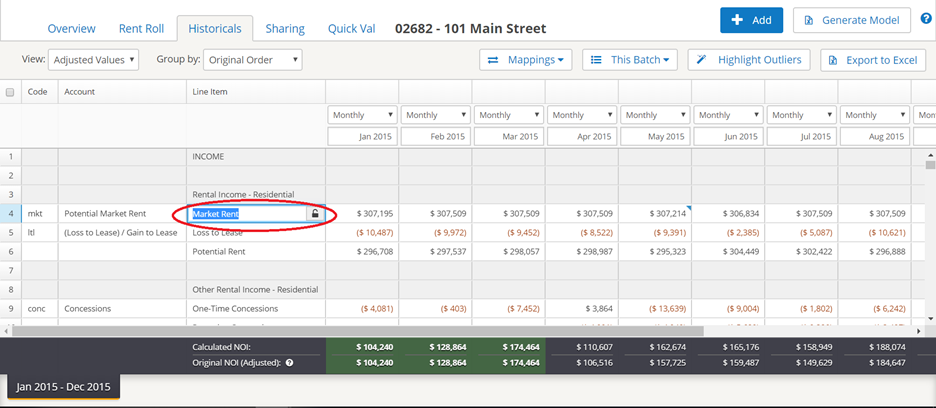 Overview Rent Roll Historicals Sharing Quick Val 02682 - 101 Main Street + Add Generate Model ?
View: Adjusted Values Group by: Original Order Mappings This Batch Highlight Outliers Export to Excel
Code Account Line Item
Monthly Monthly Monthly Monthly Monthly Monthly Monthly Monthly Mon
Jan 2015 Feb 2015 Mar 2015 Apr 2015 May 2015 Jun 2015 Jul 2015 Aug 2015
1 INCOME
2
3 Rental Income - Residential
4 mkt Potential Market Rent Market Rent $ 307,195 $ 307,509 $ 307,509 $ 307,509 $ 307,214 $ 306,834 $ 307,509 $ 307,509
5 ltl (Loss to Lease) / Gain to Lease Loss to Lease ($ 10,487) ($ 9,972) ($ 9,452) ($ 8,522) ($ 9,391) ($ 2,385) ($ 5,087) ($ 10,621)
6 Potential Rent $ 296,708 $ 297,537 $ 298,057 $ 298,987 $ 295,323 $ 304,449 $ 302,422 $ 296,888
7
8 Other Rental Income - Residential
9 conc Concessions One-Time Concessions ($ 4,081) ($ 403) ($ 7,452) $ 3,864 ($ 13,639) ($ 9,004) ($ 1,802) ($ 6,242)
Calculated NOI: $ 104,240 $ 128,864 $ 174,464 $ 110,607 $ 162,674 $ 165,176 $ 158,949 $ 188,074
Original NOI (Adjusted): ? $ 104,240 $ 128,864 $ 174,464 $ 106,516 $ 157,725 $ 159,487 $ 149,629 $ 184,647
Jan 2015 - Dec 2015